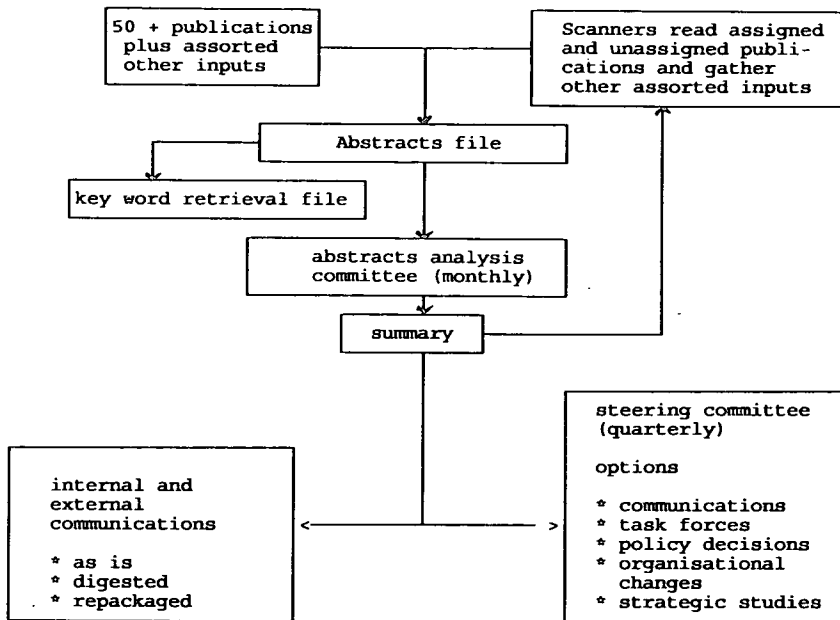 50 + publications
plus assorted
other inputs
Scanners read assigned
and unassigned publi-
cations and gather
other assorted inputs
Abstracts file
key word retrieval file
abstracts analysis
committee (monthly)
summary
internal and
external
communications
* as is
* digested
* repackaged
steering committee
(quarterly)
options
* communications
* task forces
* policy decisions
* organisational
changes
* strategic studies